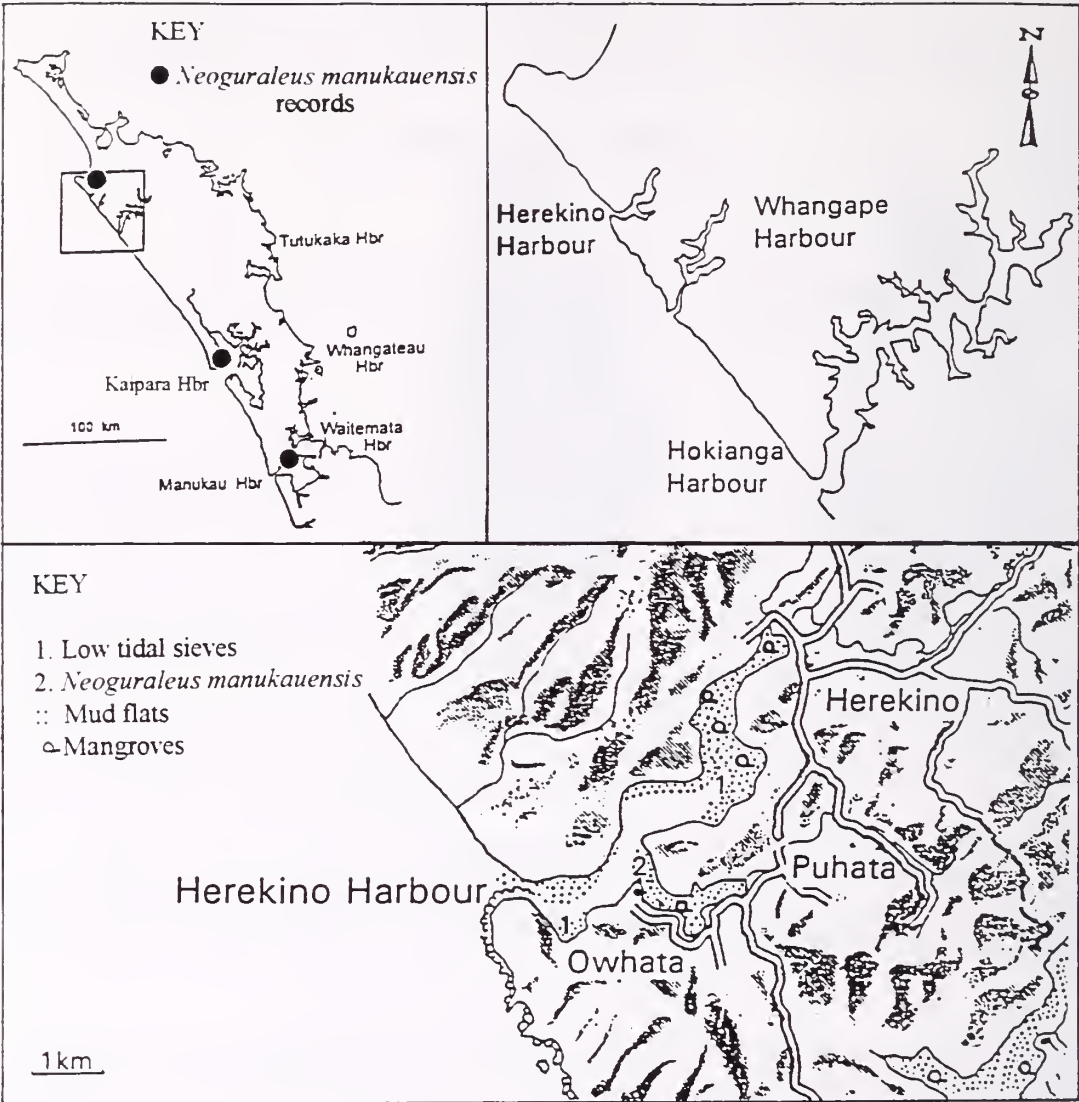 KEY
Neoguraleus manukauensis
records
Tutukaka Hbr
Whangateau
Hbr
Kaipara Hbr
100 km
Waitemata
Hbr
Manukau Hbr
N
Herekino
Harbour
Whangape
Harbour
Hokianga
Harbour
KEY
1. Low tidal sieves
2. Neoguraleus manukauensis
Mud flats
Mangroves
Herekino
1
2
Puhata
Herekino Harbour
1
Owhata
1km